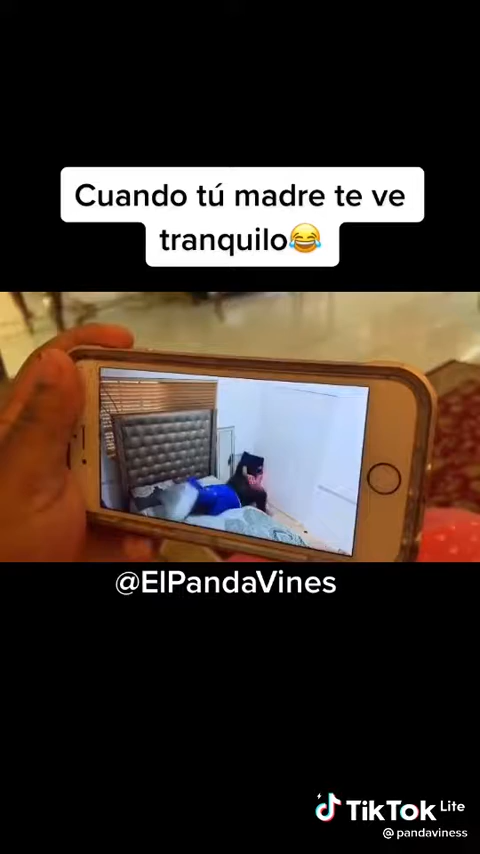 Cuando tú madre te ve
tranquilo😂
@ElPandaVines
TikTok Lite
@pandaviness